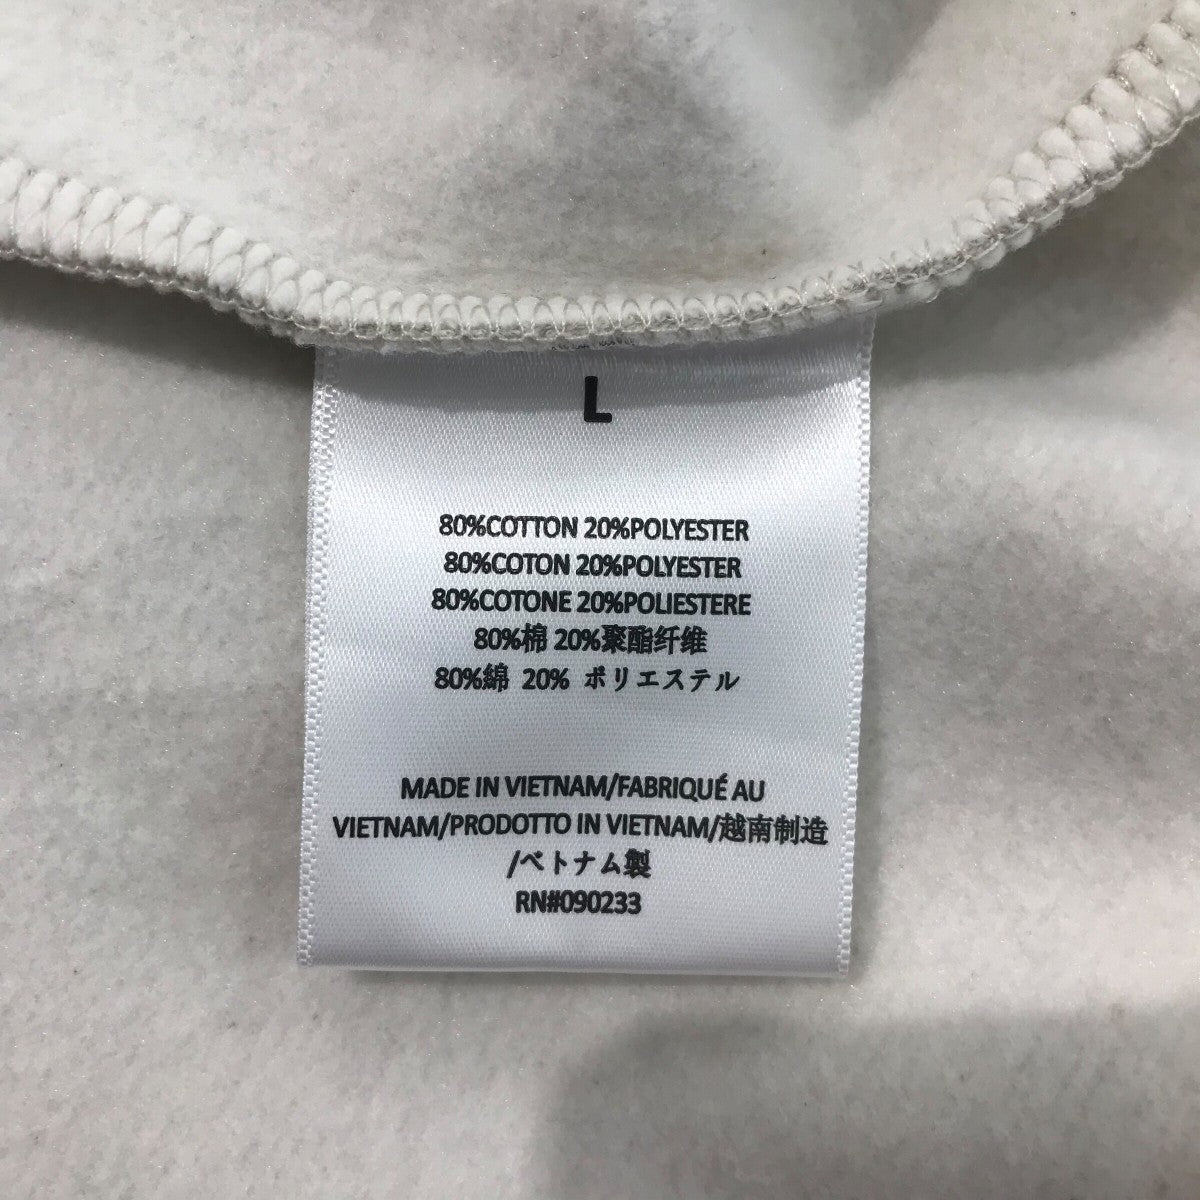 L
80%COTTON 20%POLYESTER
80%COTON 20%POLYESTER
80%COTONE 20%POLIESTERE
80%棉 20%聚酯纤维
80%綿 20% ポリエステル
MADE IN VIETNAM/FABRIQUÉ AU
VIETNAM/PRODOTTO IN VIETNAM/越南制造
/ベトナム製
RN#090233